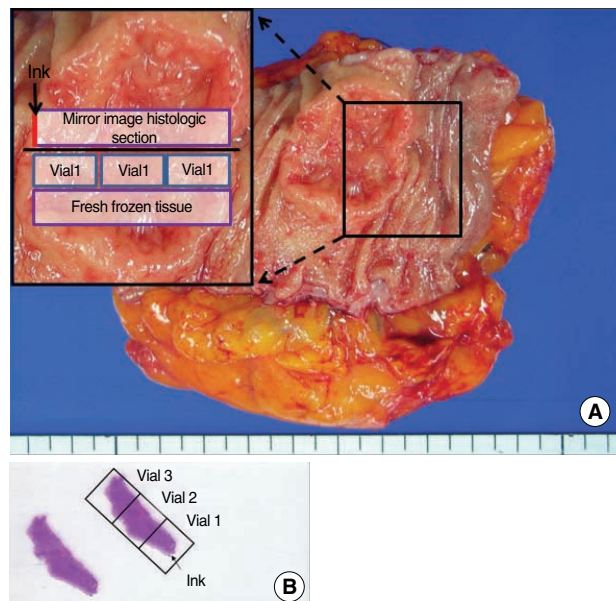 Ink
Mirror image histologic
section
Vial1 Vial1 Vial1
Fresh frozen tissue
A
Vial 3
Vial 2
Vial 1
Ink
B